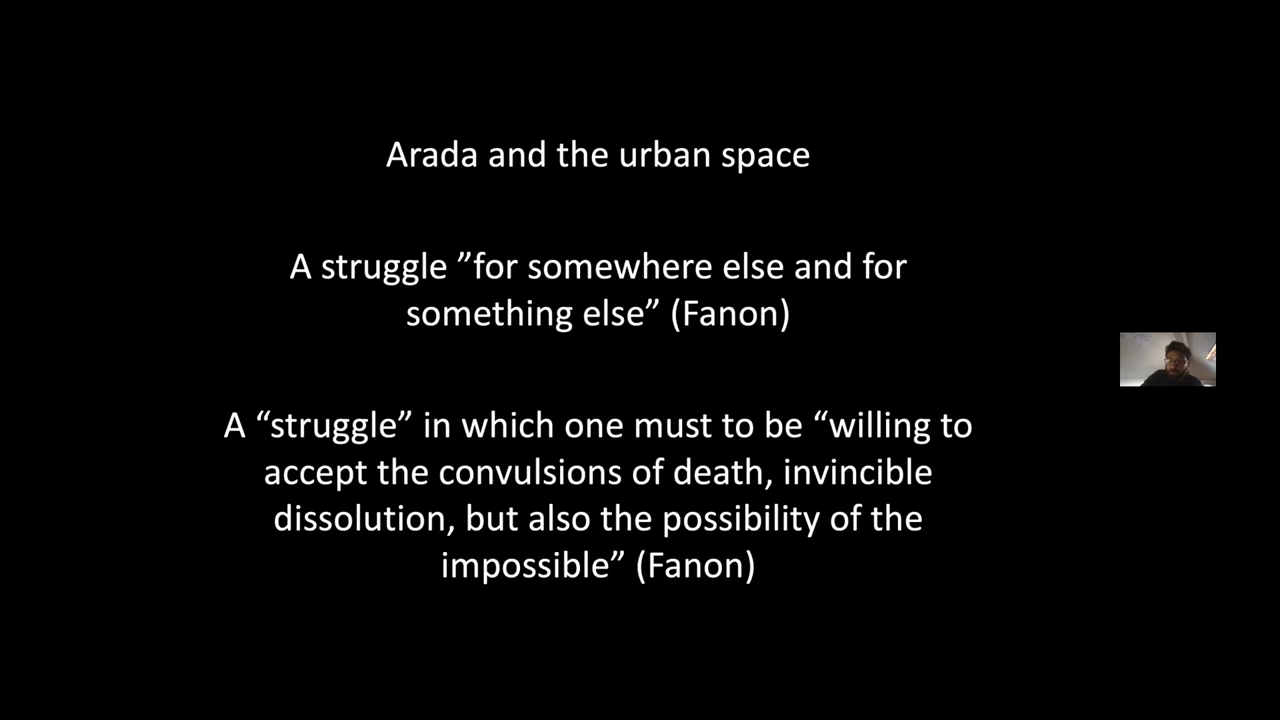 Arada and the urban space
A struggle ”for somewhere else and for
something else” (Fanon)
A “struggle” in which one must to be “willing to
accept the convulsions of death, invincible
dissolution, but also the possibility of the
impossible” (Fanon)